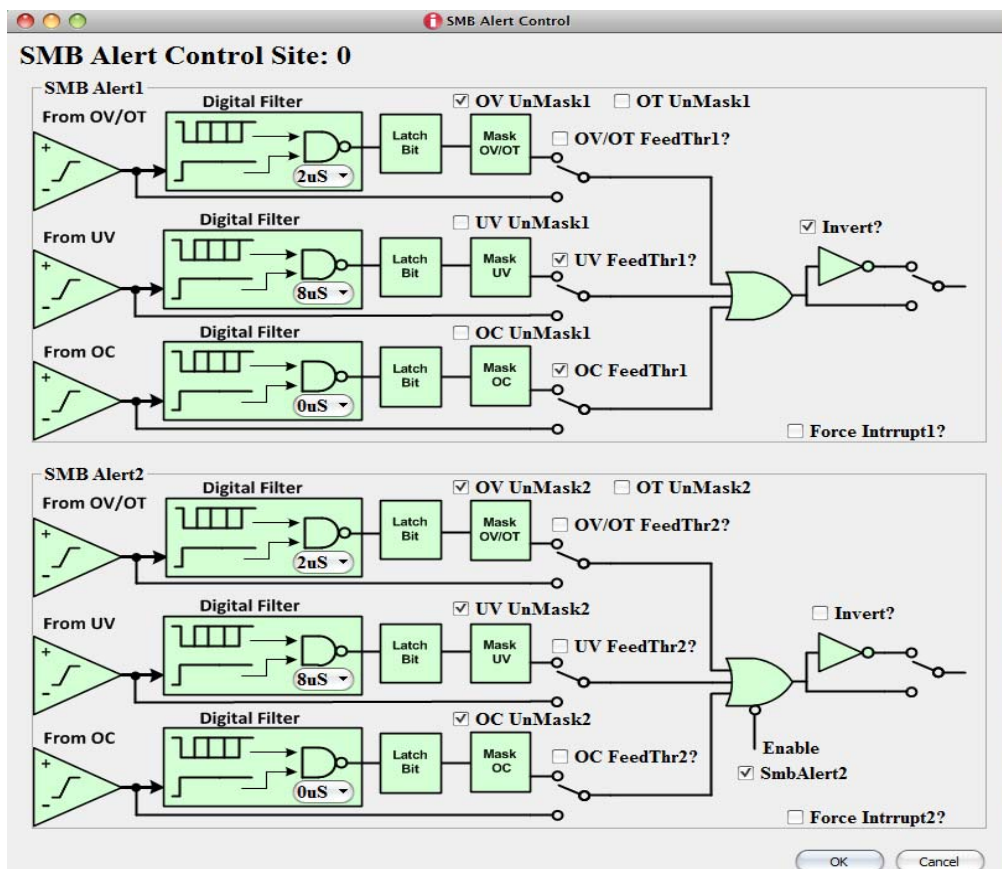 SMB Alert Control
SMB Alert Control Site: 0
SMB Alert1
From OV/OT
Digital Filter
OV UnMask1
OT UnMask1
+
-
2uS
Latch Bit
Mask OV/OT
OV/OT FeedThr1?
From UV
Digital Filter
UV UnMask1
+
-
8uS
Latch Bit
Mask UV
UV FeedThr1?
Invert?
From OC
Digital Filter
OC UnMask1
+
-
0uS
Latch Bit
Mask OC
OC FeedThr1
Force Intrrupt1?
SMB Alert2
From OV/OT
Digital Filter
OV UnMask2
OT UnMask2
+
-
2uS
Latch Bit
Mask OV/OT
OV/OT FeedThr2?
From UV
Digital Filter
UV UnMask2
+
-
8uS
Latch Bit
Mask UV
UV FeedThr2?
Invert?
From OC
Digital Filter
OC UnMask2
+
-
0uS
Latch Bit
Mask OC
OC FeedThr2?
Enable
SmbAlert2
Force Intrrupt2?
OK
Cancel